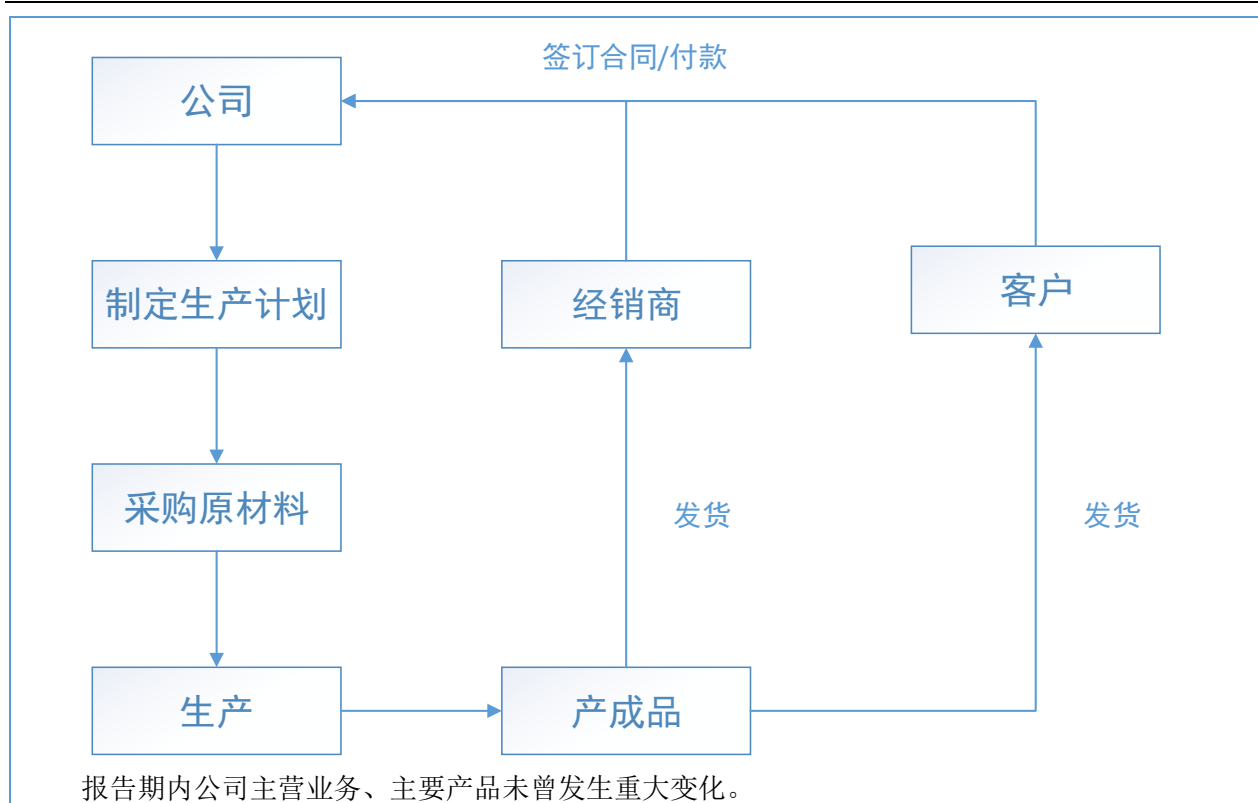 签订合同/付款
公司
制定生产计划
经销商
客户
采购原材料
发货
发货
生产
产成品
报告期内公司主营业务、主要产品未曾发生重大变化。